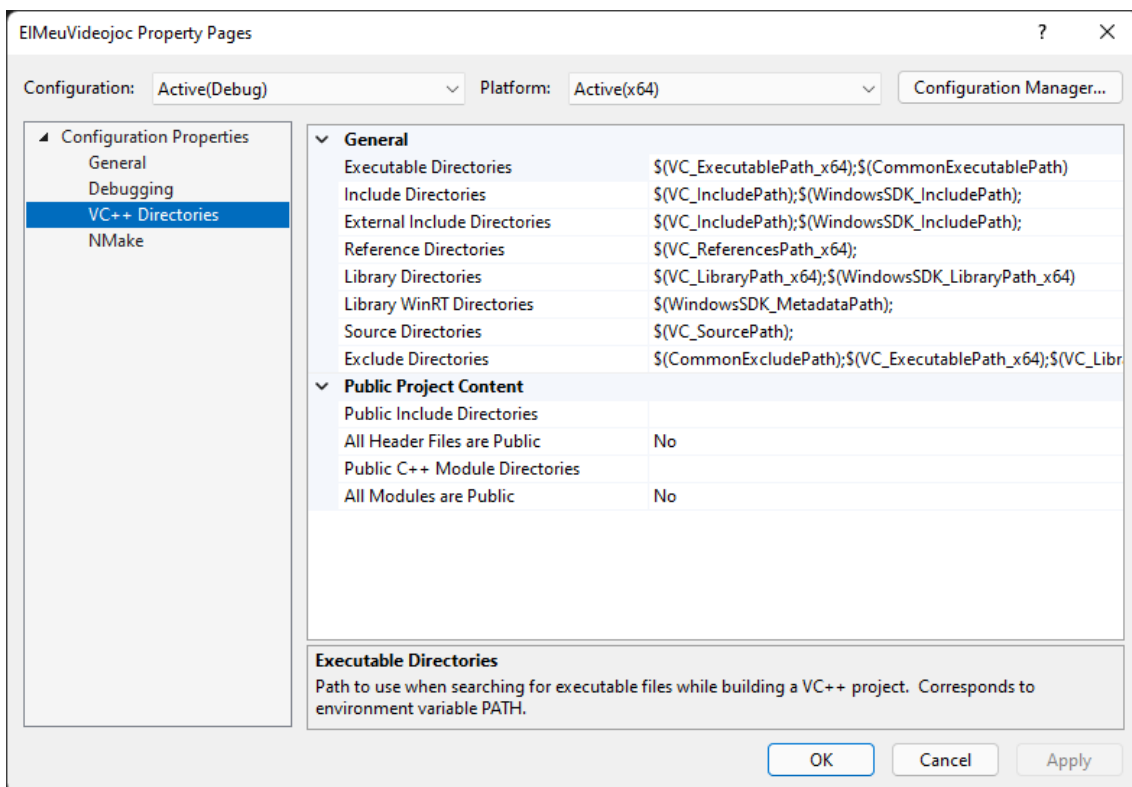 ElMeuVideojoc Property Pages ? ×
Configuration: Active(Debug) Platform: Active(x64) Configuration Manager...
Configuration Properties
General
Debugging
VC++ Directories
NMake
General
Executable Directories $(VC_ExecutablePath_x64);$(CommonExecutablePath)
Include Directories $(VC_IncludePath);$(WindowsSDK_IncludePath);
External Include Directories $(VC_IncludePath);$(WindowsSDK_IncludePath);
Reference Directories $(VC_ReferencesPath_x64);
Library Directories $(VC_LibraryPath_x64);$(WindowsSDK_LibraryPath_x64)
Library WinRT Directories $(WindowsSDK_MetadataPath);
Source Directories $(VC_SourcePath);
Exclude Directories $(CommonExcludePath);$(VC_ExecutablePath_x64);$(VC_Libr
Public Project Content
Public Include Directories
All Header Files are Public No
Public C++ Module Directories
All Modules are Public No
Executable Directories
Path to use when searching for executable files while building a VC++ project. Corresponds to
environment variable PATH.
OK Cancel Apply